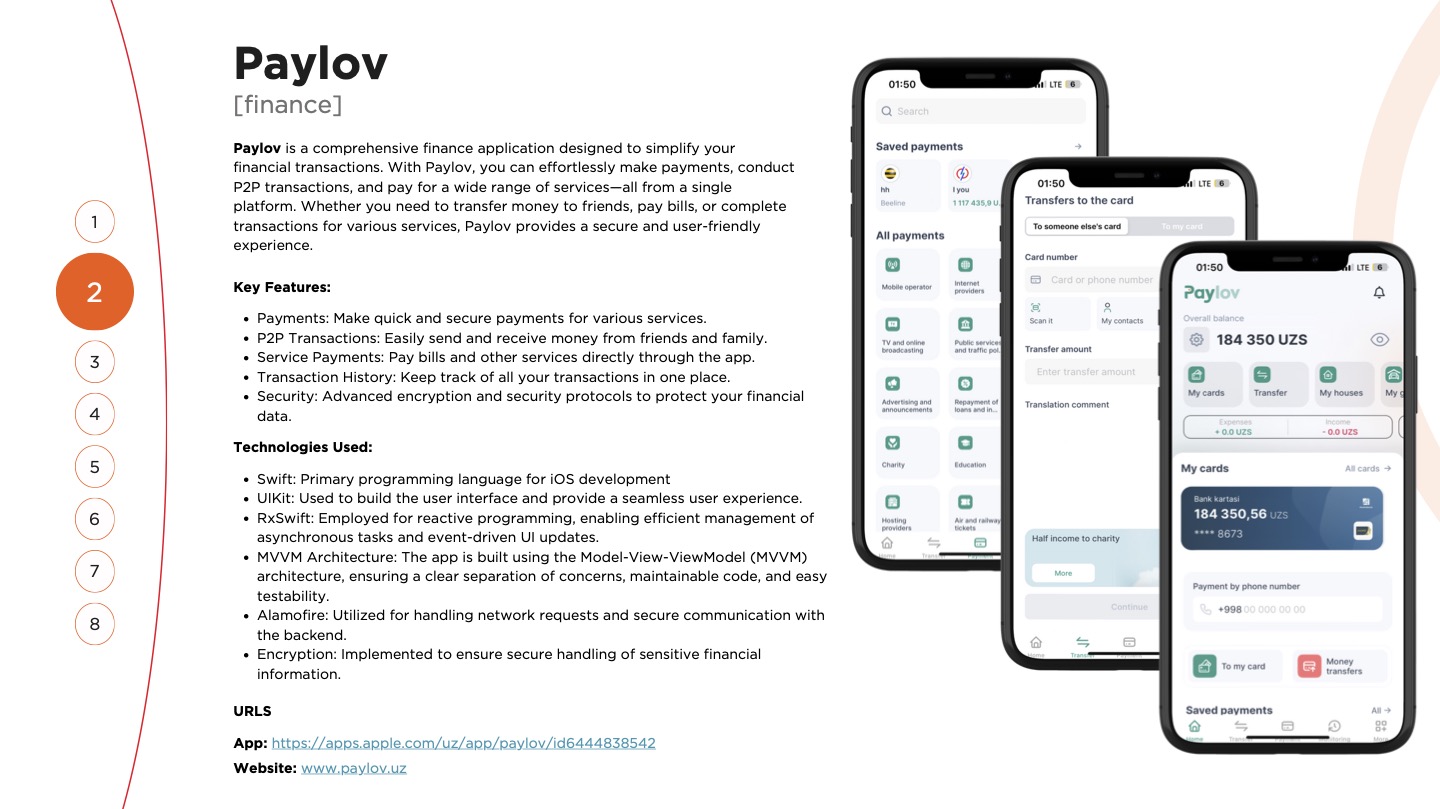 Paylov
[finance]
Paylov is a comprehensive finance application designed to simplify your
financial transactions. With Paylov, you can effortlessly make payments, conduct
P2P transactions, and pay for a wide range of services—all from a single
platform. Whether you need to transfer money to friends, pay bills, or complete
transactions for various services, Paylov provides a secure and user-friendly
experience.
Key Features:
• Payments: Make quick and secure payments for various services.
• P2P Transactions: Easily send and receive money from friends and family.
• Service Payments: Pay bills and other services directly through the app.
• Transaction History: Keep track of all your transactions in one place.
• Security: Advanced encryption and security protocols to protect your financial
data.
Technologies Used:
• Swift: Primary programming language for iOS development
• UIKit: Used to build the user interface and provide a seamless user experience.
• RxSwift: Employed for reactive programming, enabling efficient management of
asynchronous tasks and event-driven UI updates.
• MVVM Architecture: The app is built using the Model-View-ViewModel (MVVM)
architecture, ensuring a clear separation of concerns, maintainable code, and easy
testability.
• Alamofire: Utilized for handling network requests and secure communication with
the backend.
• Encryption: Implemented to ensure secure handling of sensitive financial
information.
URLS
App: https://apps.apple.com/uz/app/paylov/id6444838542
Website: www.paylov.uz
1
2
3
4
5
6
7
8
01:50
LTE 6
Search
Saved payments
hh
Beeline
I you
1 117 435,9 U..
All payments
Mobile operator
Internet
providers
TV and online
broadcasting
Public services
and traffic pol..
Advertising and
announcements
Repayment of
loans and in...
Charity
Education
Hosting
providers
Air and railway
tickets
Home
01:50
LTE 6
Transfers to the card
To someone else's card
To my card
Card number
Card or phone number
Scan it
My contacts
Transfer amount
Enter transfer amount
Translation comment
Half income to charity
More
Continue
Home
01:50
LTE 6
Paylov
Overall balance
184 350 UZS
My cards
Transfer
My houses
My g
Expenses
+ 0.0 UZS
Income
- 0.0 UZS
My cards
All cards →
Bank kartasi
184 350,56 UZS
**** 8673
Payment by phone number
+998 00 000 00 00
To my card
Money
transfers
Saved payments
All →
Home